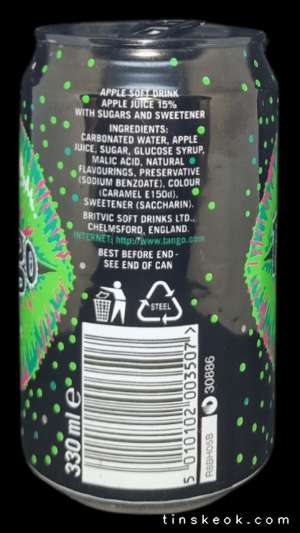 APPLE SOFT DRINK
APPLE JUICE 15%
WITH SUGARS AND SWEETENER
INGREDIENTS:
CARBONATED WATER, APPLE
JUICE, SUGAR, GLUCOSE SYRUP,
MALIC ACID, NATURAL
FLAVOURINGS, PRESERVATIVE
(SODIUM BENZOATE), COLOUR
(CARAMEL E150d),
SWEETENER (SACCHARIN).
BRITVIC SOFT DRINKS LTD.,
CHELMSFORD, ENGLAND.
INTERNET: http://www.tango.com
BEST BEFORE END -
SEE END OF CAN
STEEL
330 ml e
5 010102 003507 >
30886
R6BH05B
tinskeok.com